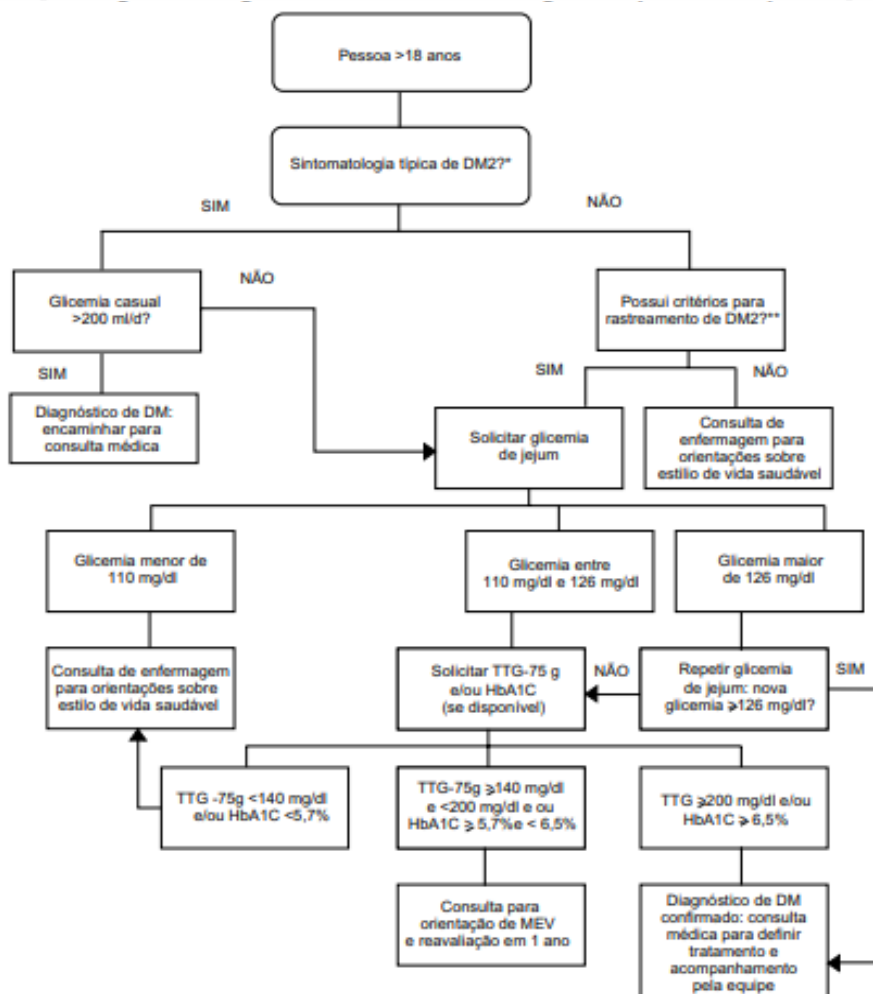 Pessoa >18 anos
Sintomatologia típica de DM2?*
SIM
NÃO
Glicemia casual
>200 ml/d?
NÃO
Possui critérios para
rastreamento de DM2?**
SIM
SIM
NÃO
Diagnóstico de DM:
encaminhar para
consulta médica
Solicitar glicemia
de jejum
Consulta de
enfermagem para
orientações sobre
estilio de vida saudável
Glicemia menor de
110 mg/dl
Glicemia entre
110 mg/dl e 126 mg/dl
Glicemia maior
de 126 mg/dl
Consulta de enfermagem
para orientações sobre
estilo de vida saudável
Solicitar TTG-75 g
e/ou HbA1C
(se disponível)
NÃO
Repetir glicemia
de jejum: nova
glicemia ⩾126 mg/dl?
SIM
TTG -75g <140 mg/dl
e/ou HbA1C <5,7%
TTG-75g ⩾140 mg/dl
e <200 mg/dl e ou
HbA1C ⩾ 5,7%e < 6,5%
TTG ⩾200 mg/dl e/ou
HbA1C ⩾ 6,5%
Consulta para
orientação de MEV
e reavaliação em 1 ano
Diagnóstico de DM
confirmado: consulta
médica para definir
tratamento e
acompanhamento
pela equipe